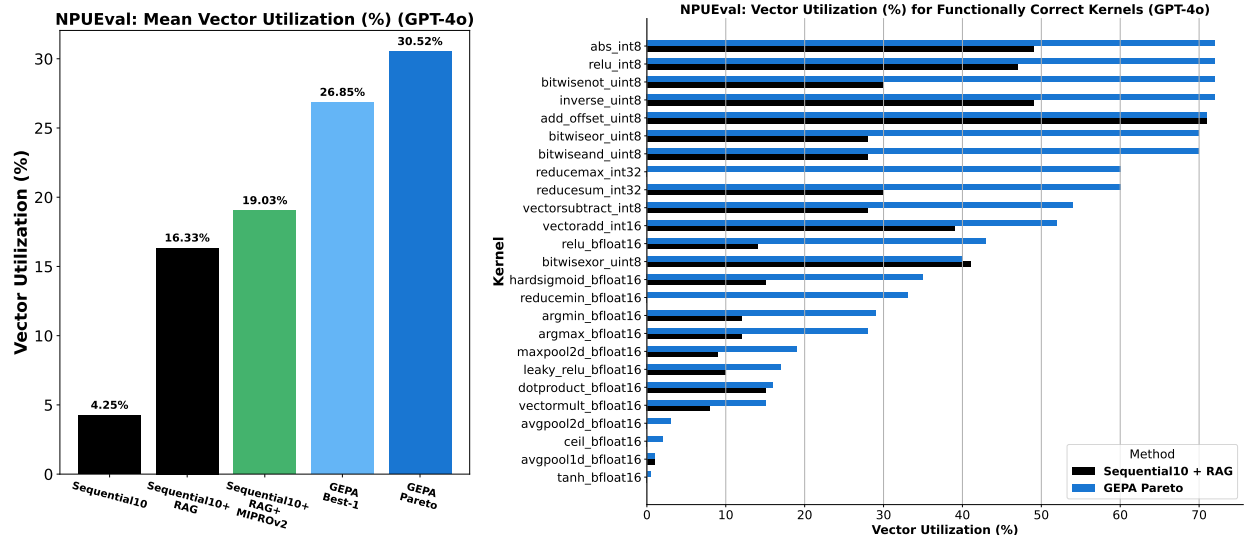 NPUEval: Mean Vector Utilization (%) (GPT-4o)
Vector Utilization (%)
30
25
20
15
10
5
0
4.25%
16.33%
19.03%
26.85%
30.52%
Sequential10
Sequential10+
RAG
Sequential10+
RAG+
MIPROv2
GEPA
Best-1
GEPA
Pareto
NPUEval: Vector Utilization (%) for Functionally Correct Kernels (GPT-4o)
Kernel
abs_int8
relu_int8
bitwisenot_uint8
inverse_uint8
add_offset_uint8
bitwiseor_uint8
bitwiseand_uint8
reducemax_int32
reducesum_int32
vectorsubtract_int8
vectoradd_int16
relu_bfloat16
bitwisexor_uint8
hardsigmoid_bfloat16
reducemin_bfloat16
argmin_bfloat16
argmax_bfloat16
maxpool2d_bfloat16
leaky_relu_bfloat16
dotproduct_bfloat16
vectormult_bfloat16
avgpool2d_bfloat16
ceil_bfloat16
avgpool1d_bfloat16
tanh_bfloat16
Method
Sequential10 + RAG
GEPA Pareto
0
10
20
30
40
50
60
70
Vector Utilization (%)